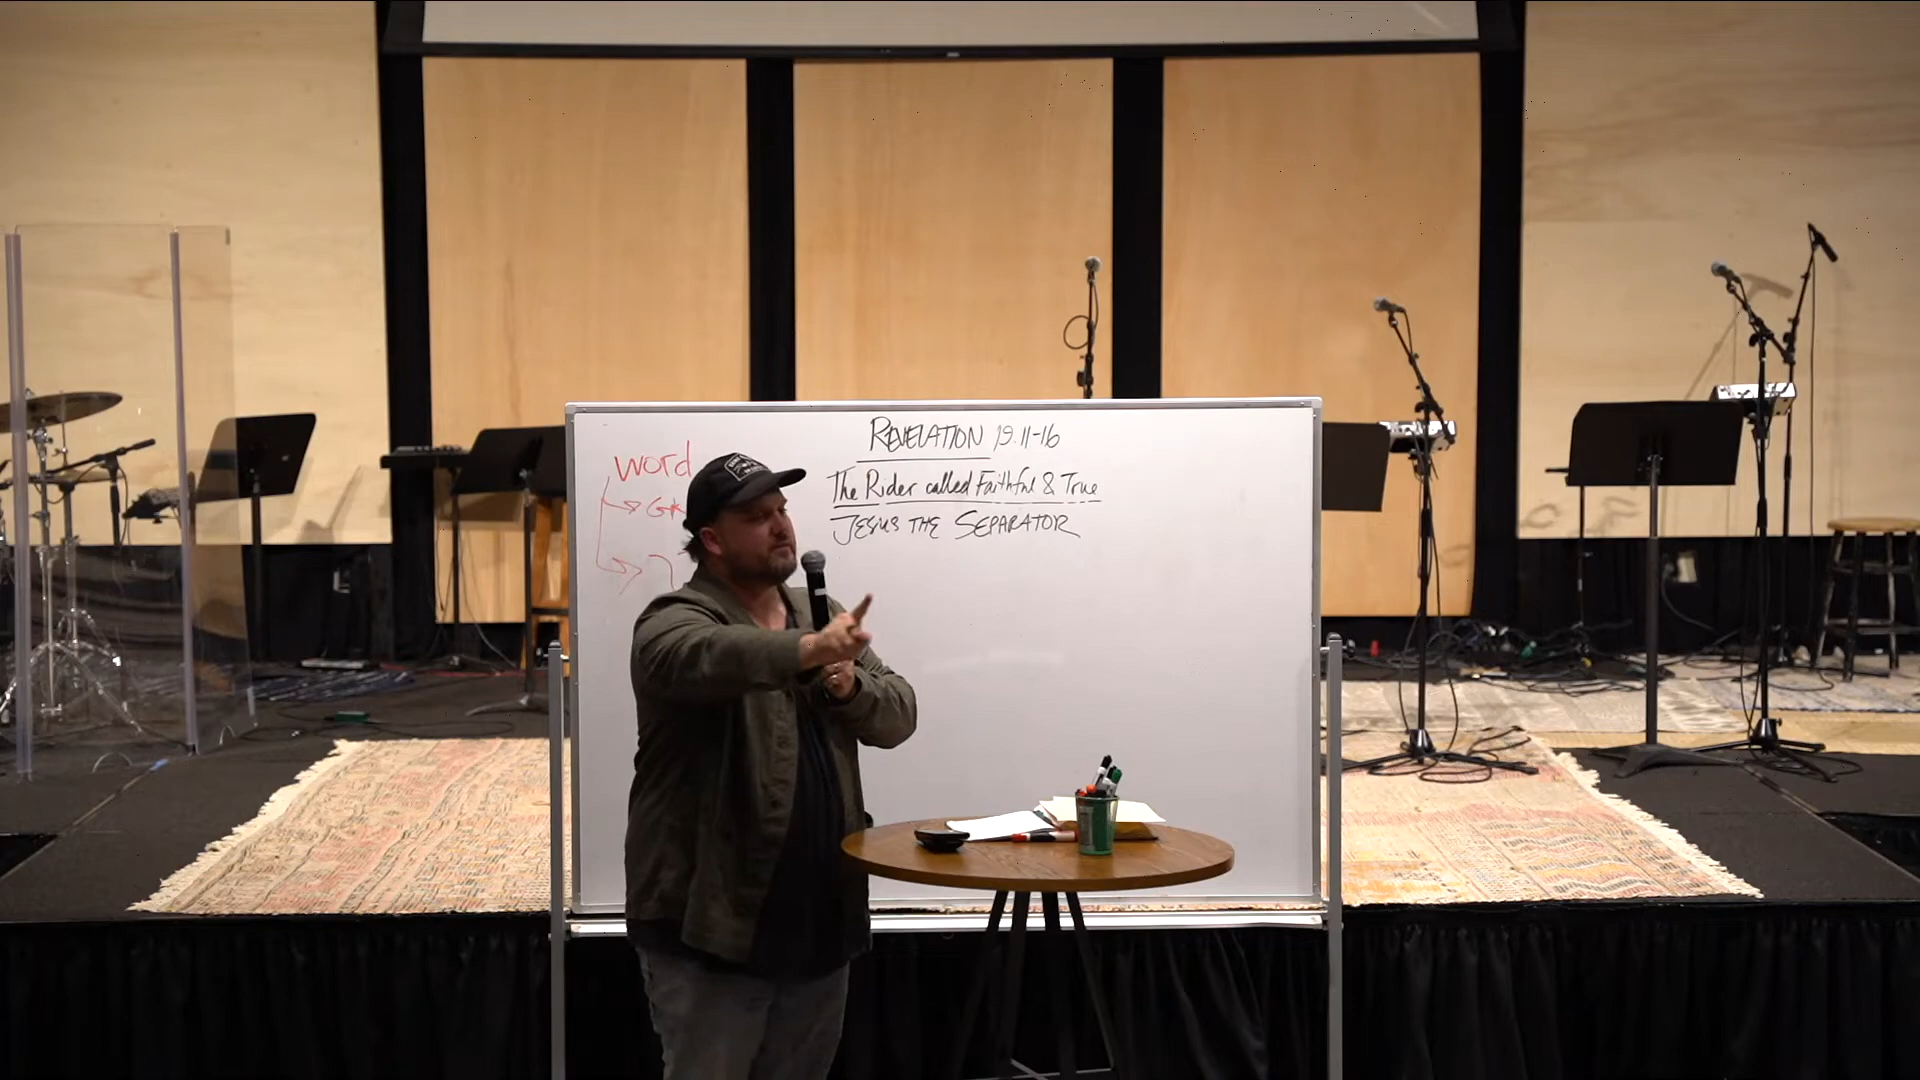 REVELATION 19:11-16
The Rider called Faithful & True
JESUS THE SEPARATOR
word